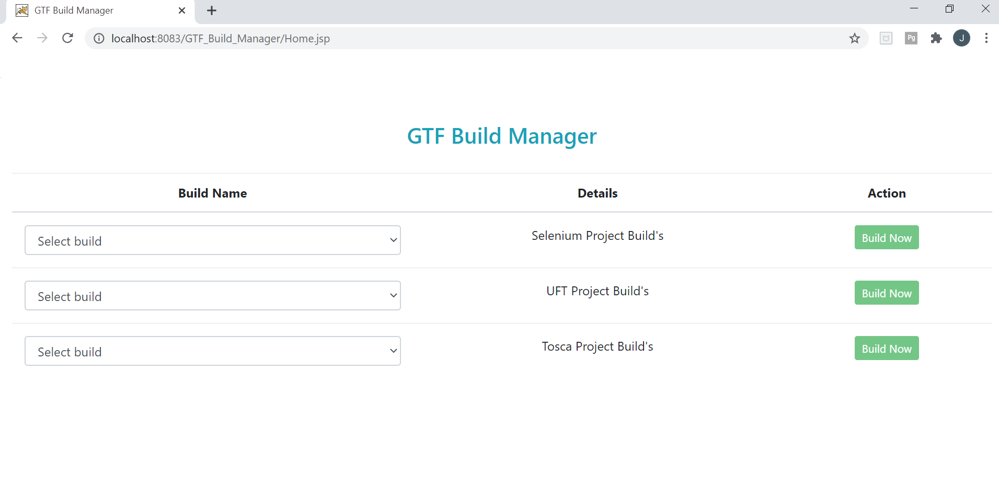 GTF Build Manager
localhost:8083/GTF_Build_Manager/Home.jsp
Pg
J
GTF Build Manager
Build Name Details Action
Select build Selenium Project Build's Build Now
Select build UFT Project Build's Build Now
Select build Tosca Project Build's Build Now